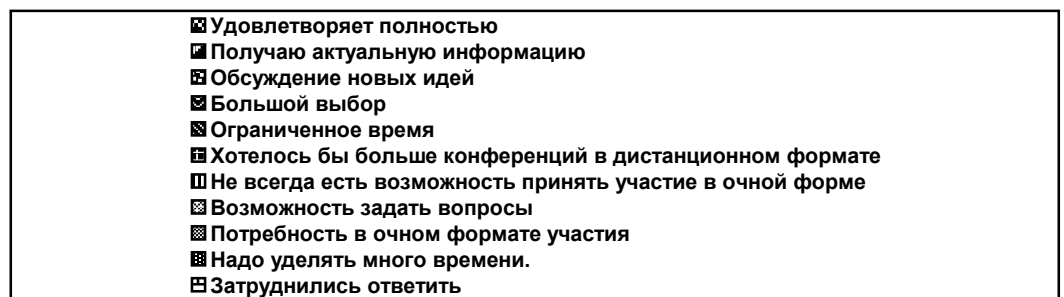 Удовлетворяет полностью
Получаю актуальную информацию
Обсуждение новых идей
Большой выбор
Ограниченное время
Хотелось бы больше конференций в дистанционном формате
Не всегда есть возможность принять участие в очной форме
Возможность задать вопросы
Потребность в очном формате участия
Надо уделять много времени.
Затруднились ответить